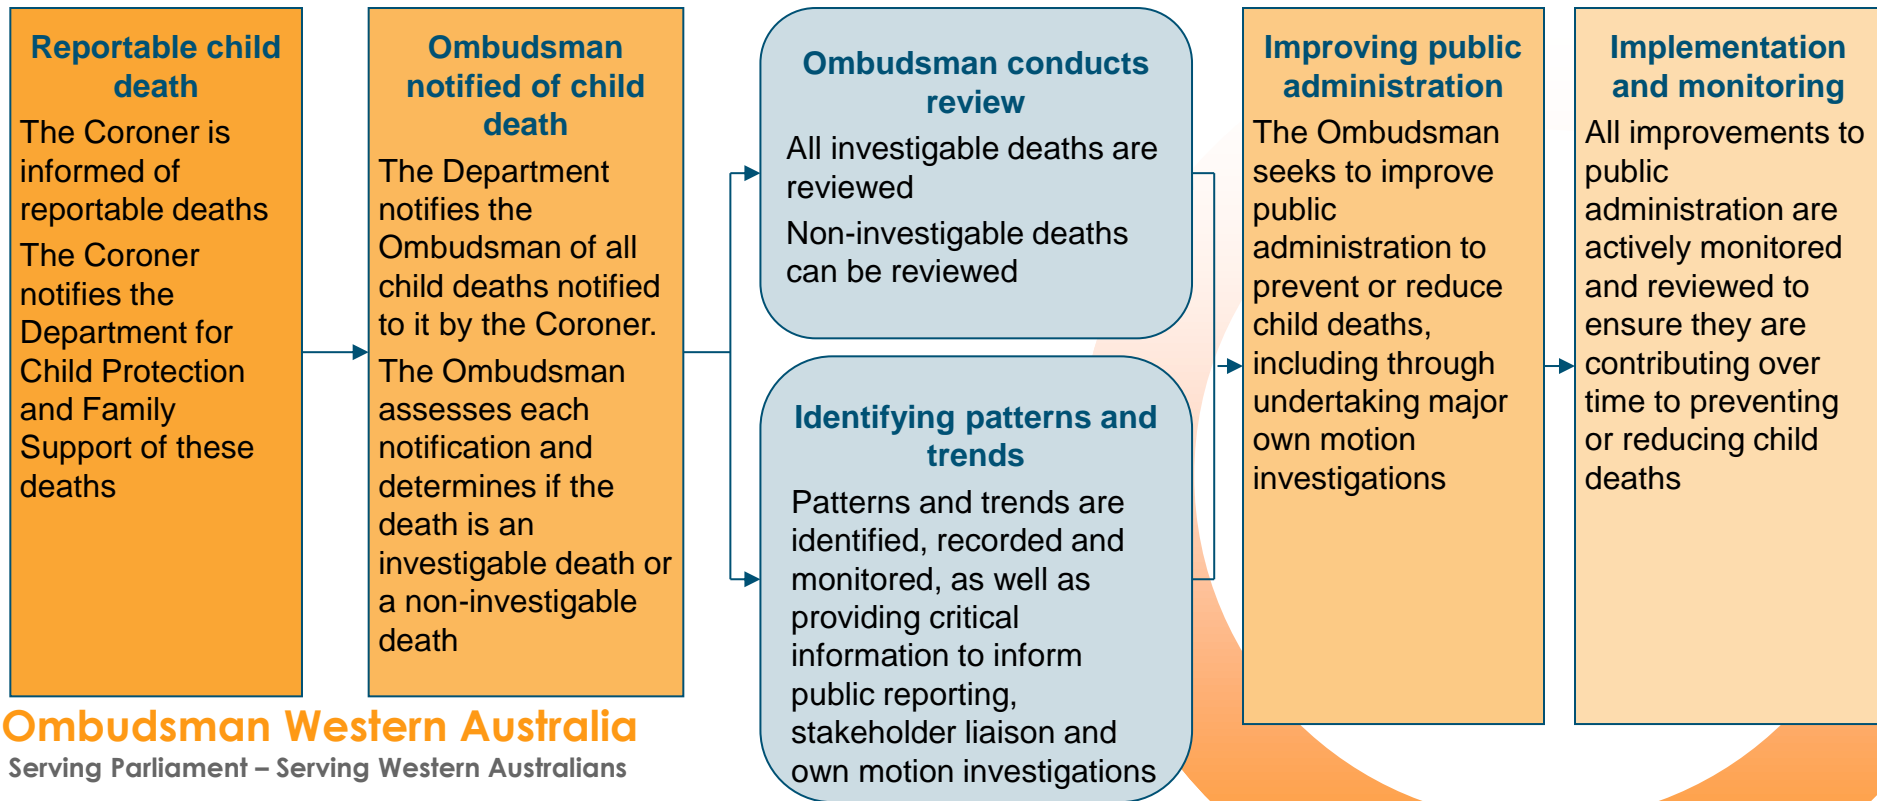 Reportable child
death
The Coroner is
informed of
reportable deaths
The Coroner
notifies the
Department for
Child Protection
and Family
Support of these
deaths
Ombudsman
notified of child
death
The Department
notifies the
Ombudsman of all
child deaths notified
to it by the Coroner.
The Ombudsman
assesses each
notification and
determines if the
death is an
investigable death or
a non-investigable
death
Ombudsman conducts
review
All investigable deaths are
reviewed
Non-investigable deaths
can be reviewed
Identifying patterns and
trends
Patterns and trends are
identified, recorded and
monitored, as well as
providing critical
information to inform
public reporting,
stakeholder liaison and
own motion investigations
Improving public
administration
The Ombudsman
seeks to improve
public
administration to
prevent or reduce
child deaths,
including through
undertaking major
own motion
investigations
Implementation
and monitoring
All improvements to
public
administration are
actively monitored
and reviewed to
ensure they are
contributing over
time to preventing
or reducing child
deaths
Ombudsman Western Australia
Serving Parliament – Serving Western Australians